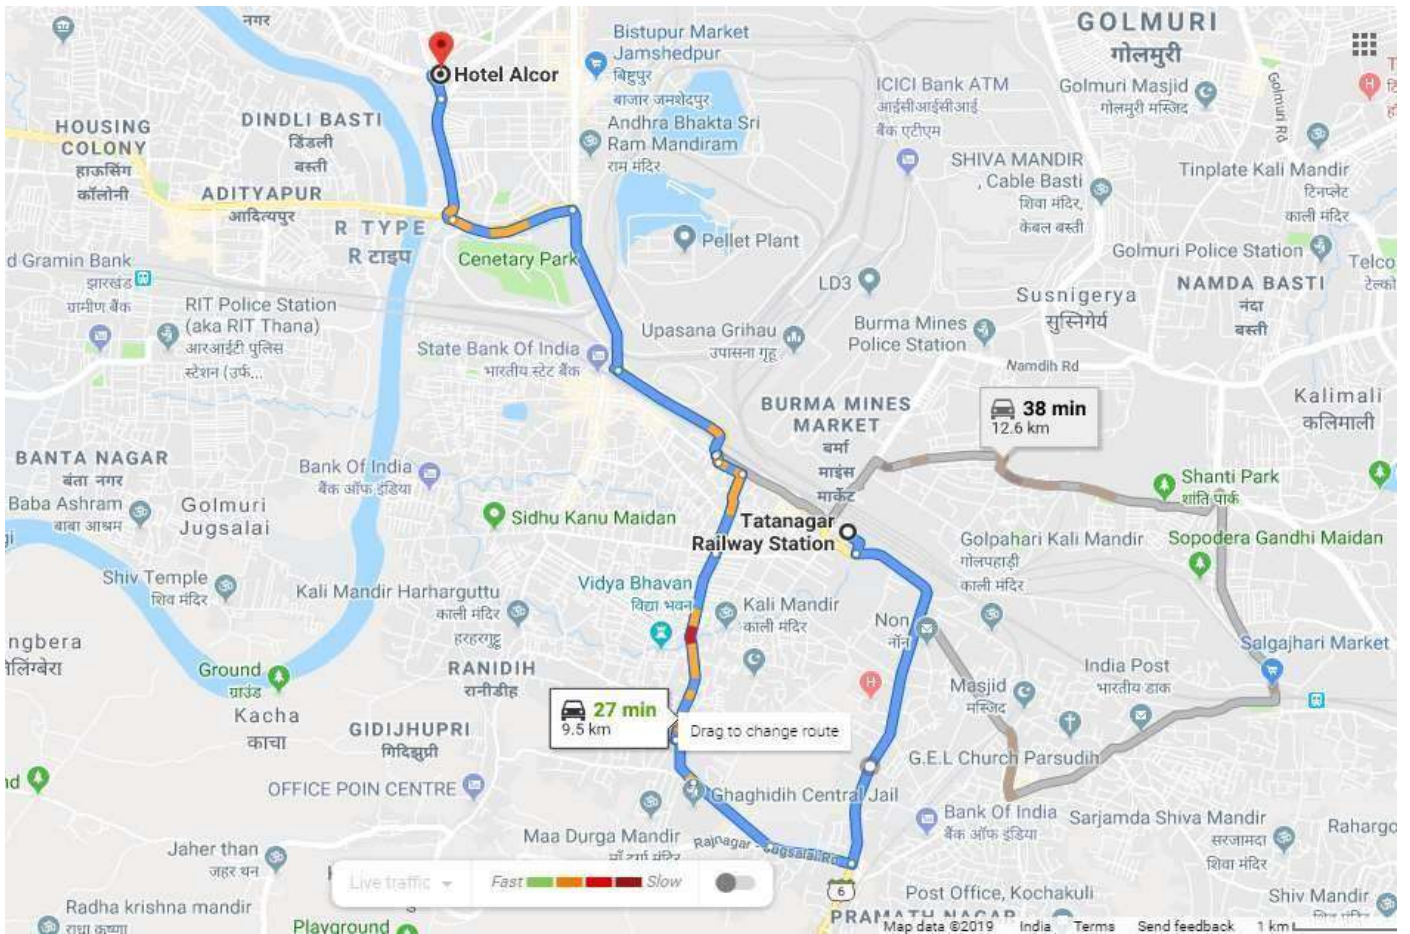 नगर
Hotel Alcor
Bistupur Market
Jamshedpur
बिष्टुपुर
बाजार जमशेदपुर
GOLMURI
गोलमुरी
ICICI Bank ATM
आईसीआईसीआई
बैंक एटीएम
Golmuri Masjid
गोलमुरी मस्जिद
Golmuri Rd
HOUSING
COLONY
हाऊसिंग
कॉलोनी
DINDLI BASTI
डिंडली
बस्ती
Andhra Bhakta Sri
Ram Mandiram
राम मंदिर
SHIVA MANDIR
, Cable Basti
शिवा मंदिर,
केबल बस्ती
Tinplate Kali Mandir
टिनप्लेट
काली मंदिर
ADITYAPUR
आदित्यपुर
R TYPE
R टाइप
Cenetary Park
Pellet Plant
LD3
Golmuri Police Station
Telco
टेल्को
NAMDA BASTI
नंदा
बस्ती
d Gramin Bank
झारखंड
ग्रामीण बैंक
RIT Police Station
(aka RIT Thana)
आरआईटी पुलिस
स्टेशन (उर्फ...
Susnigerya
सुस्निगेर्य
Upasana Grihau
उपासना गृह
Burma Mines
Police Station
State Bank Of India
भारतीय स्टेट बैंक
Namdih Rd
38 min
12.6 km
Kalimali
कलिमाली
BURMA MINES
MARKET
बर्मा
माइंस
मार्केट
BANTA NAGAR
बंता नगर
Bank Of India
बैंक ऑफ इंडिया
Baba Ashram
बाबा आश्रम
Golmuri
Jugsalai
Sidhu Kanu Maidan
Shanti Park
शांति पार्क
Tatanagar
Railway Station
Golpahari Kali Mandir
गोलपहाड़ी
काली मंदिर
Sopodera Gandhi Maidan
Shiv Temple
शिव मंदिर
Kali Mandir Harharguttu
काली मंदिर
हरहरगुट्टू
Vidya Bhavan
विद्या भवन
Kali Mandir
काली मंदिर
Non
नॉन
Salgajhari Market
ngbera
RANIDIH
रानीडीह
Ground
ग्राउंड
Kacha
काचा
India Post
भारतीय डाक
Masjid
मस्जिद
27 min
9.5 km
Drag to change route
GIDIJHUPRI
गिदिझुप्री
G.E.L Church Parsudih
OFFICE POIN CENTRE
Ghaghidih Central Jail
Bank Of India
बैंक ऑफ इंडिया
Sarjamda Shiva Mandir
सरजामदा
शिवा मंदिर
Rahargo
Maa Durga Mandir
Rajnagar - Jugsalai Rd
Jaher than
जहर थन
Live traffic
Fast
Slow
6
Post Office, Kochakuli
Shiv Mandir
PRAMATH NAGAR
Radha krishna mandir
राधा कृष्णा
Playground
Map data ©2019 India Terms Send feedback 1 km